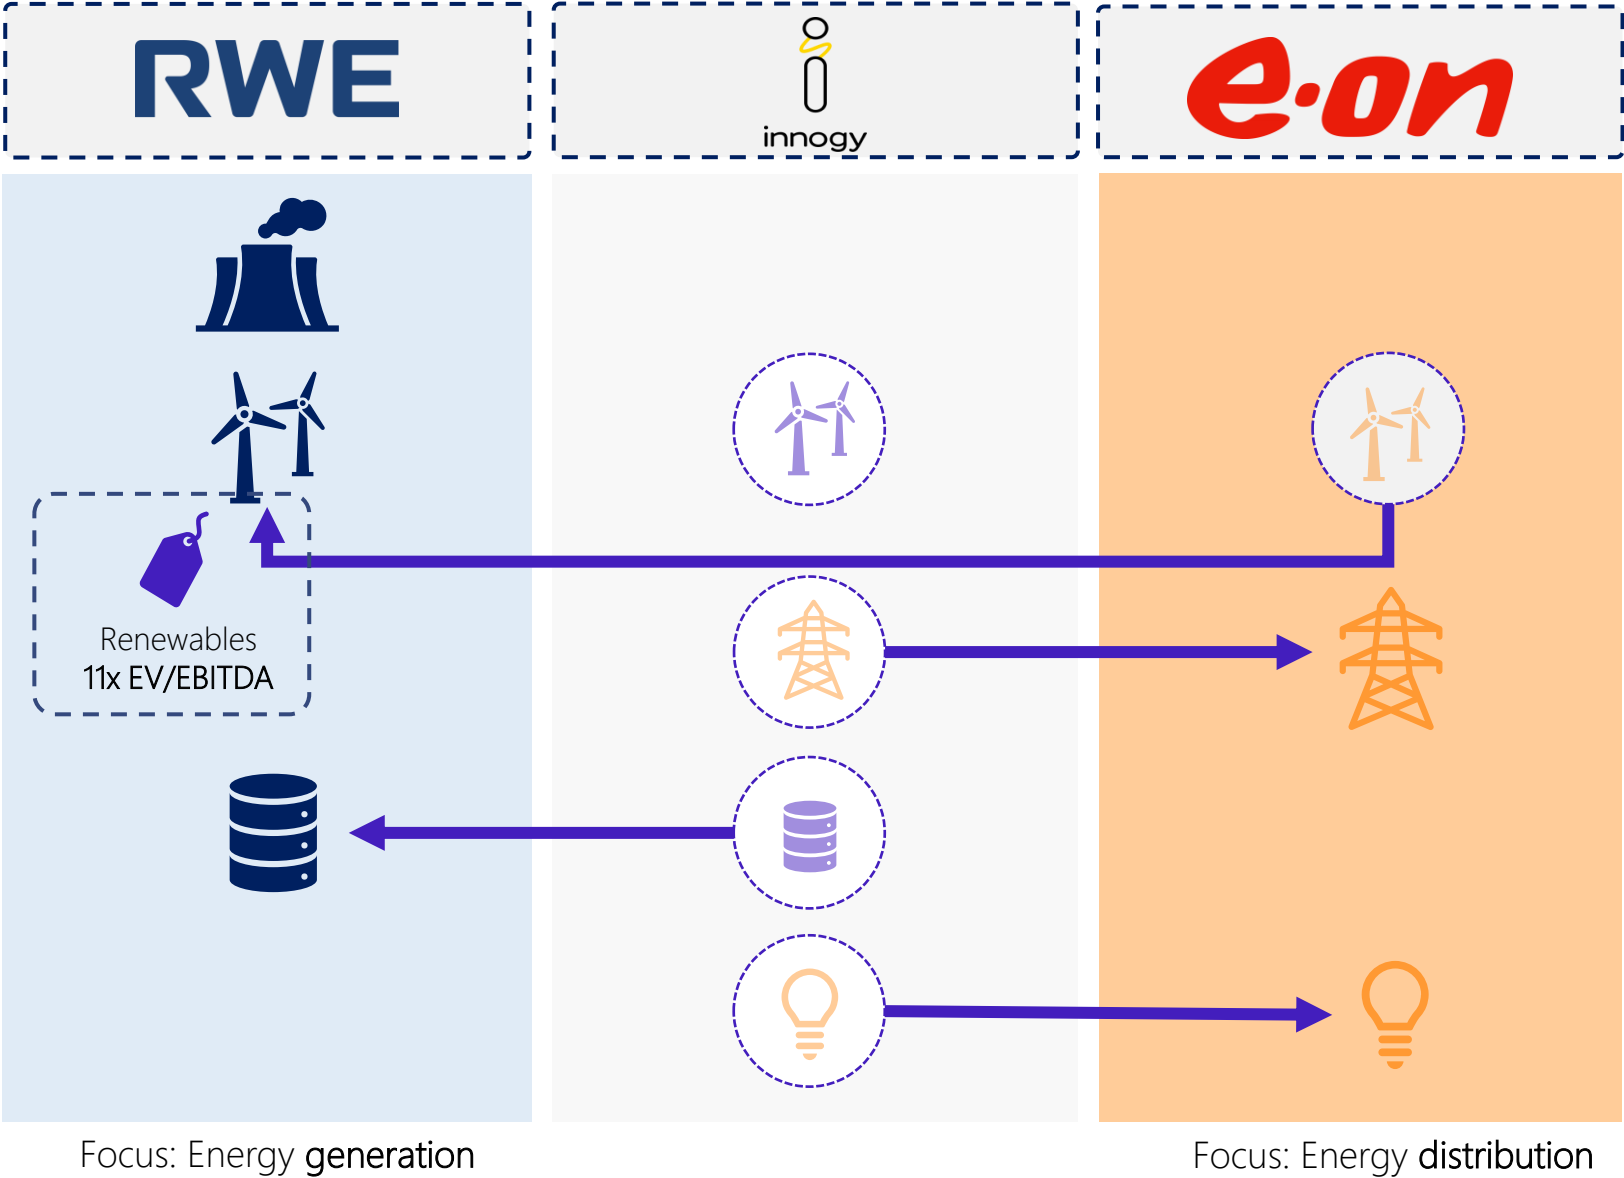 RWE
innogy
e·on
Renewables
11x EV/EBITDA
Focus: Energy generation
Focus: Energy distribution